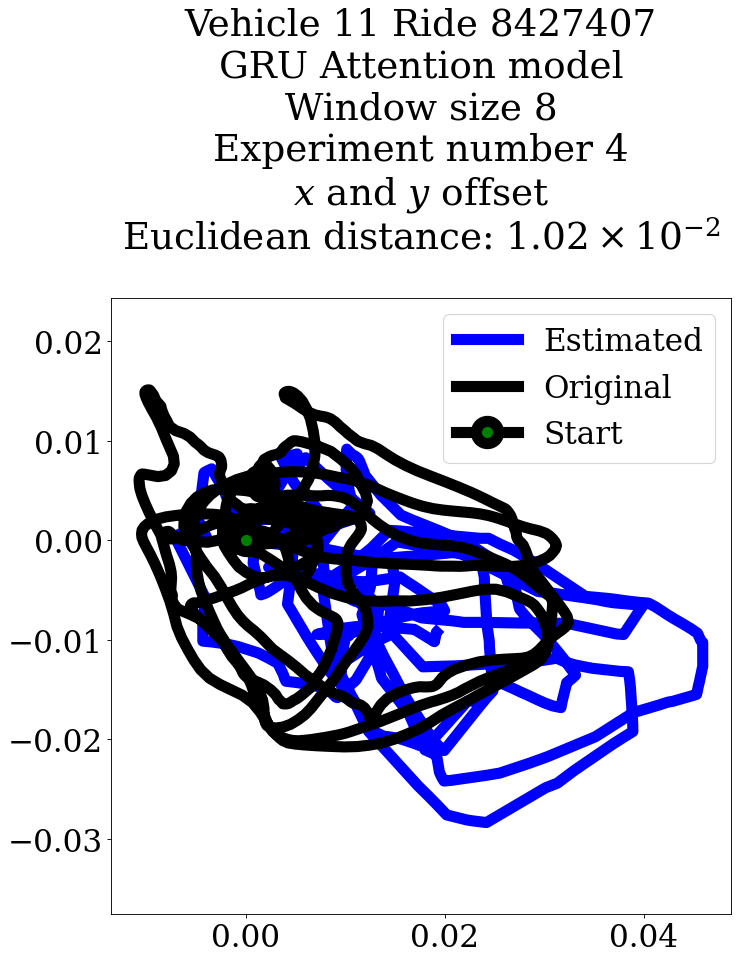 Vehicle 11 Ride 8427407
GRU Attention model
Window size 8
Experiment number 4
x and y offset
Euclidean distance: 1.02 × 10⁻²
Estimated
Original
Start
0.02
0.01
0.00
−0.01
−0.02
−0.03
0.00 0.02 0.04